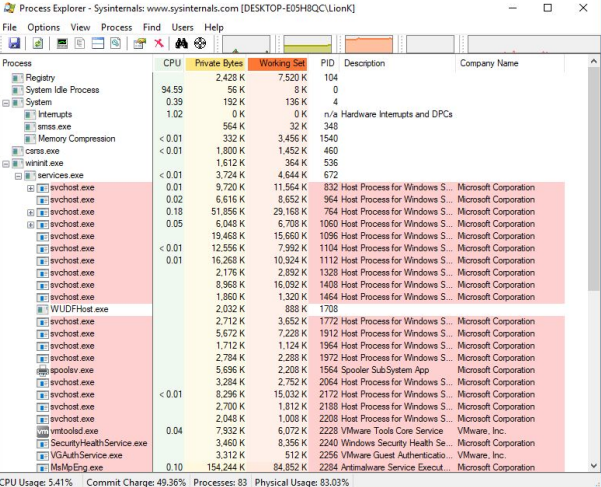 Process Explorer - Sysinternals: www.sysinternals.com [DESKTOP-E05H8QC\LionK]
File Options View Process Find Users Help
Process CPU Private Bytes Working Set PID Description Company Name
Registry 2,428 K 7,520 K 104
System Idle Process 94.59 56 K 8 K 0
System 0.39 192 K 136 K 4
Interrupts 1.02 0 K 0 K n/a Hardware Interrupts and DPCs
smss.exe 564 K 32 K 348
Memory Compression < 0.01 332 K 3,456 K 1540
csrss.exe < 0.01 1,800 K 1,452 K 460
wininit.exe 1,612 K 364 K 536
services.exe < 0.01 3,724 K 4,644 K 672
svchost.exe 0.01 9,720 K 11,564 K 832 Host Process for Windows S... Microsoft Corporation
svchost.exe 0.02 6,616 K 8,652 K 964 Host Process for Windows S... Microsoft Corporation
svchost.exe 0.18 51,856 K 29,168 K 764 Host Process for Windows S... Microsoft Corporation
svchost.exe 0.05 6,048 K 6,708 K 1060 Host Process for Windows S... Microsoft Corporation
svchost.exe 19,468 K 15,660 K 1096 Host Process for Windows S... Microsoft Corporation
svchost.exe < 0.01 12,556 K 7,992 K 1104 Host Process for Windows S... Microsoft Corporation
svchost.exe 0.01 16,268 K 10,924 K 1112 Host Process for Windows S... Microsoft Corporation
svchost.exe 2,176 K 2,892 K 1328 Host Process for Windows S... Microsoft Corporation
svchost.exe 8,968 K 16,092 K 1408 Host Process for Windows S... Microsoft Corporation
svchost.exe 1,860 K 1,320 K 1464 Host Process for Windows S... Microsoft Corporation
WUDFHost.exe 2,032 K 888 K 1708
svchost.exe 2,712 K 3,652 K 1772 Host Process for Windows S... Microsoft Corporation
svchost.exe 5,672 K 7,228 K 1912 Host Process for Windows S... Microsoft Corporation
svchost.exe 1,712 K 1,124 K 1964 Host Process for Windows S... Microsoft Corporation
svchost.exe 2,784 K 2,288 K 1972 Host Process for Windows S... Microsoft Corporation
spoolsv.exe 5,696 K 2,208 K 1564 Spooler SubSystem App Microsoft Corporation
svchost.exe 3,284 K 2,752 K 2064 Host Process for Windows S... Microsoft Corporation
svchost.exe < 0.01 8,296 K 15,032 K 2172 Host Process for Windows S... Microsoft Corporation
svchost.exe 2,700 K 1,812 K 2188 Host Process for Windows S... Microsoft Corporation
svchost.exe 2,048 K 1,008 K 2208 Host Process for Windows S... Microsoft Corporation
vmtoolsd.exe 0.04 7,932 K 6,072 K 2228 VMware Tools Core Service VMware, Inc.
SecurityHealthService.exe 3,460 K 8,356 K 2240 Windows Security Health Se... Microsoft Corporation
VGAuthService.exe 3,312 K 512 K 2256 VMware Guest Authenticatio... VMware, Inc.
MsMpEng.exe 0.10 154,244 K 84,852 K 2284 Antimalware Service Execut... Microsoft Corporation
CPU Usage: 5.41% Commit Charge: 49.36% Processes: 83 Physical Usage: 83.03%